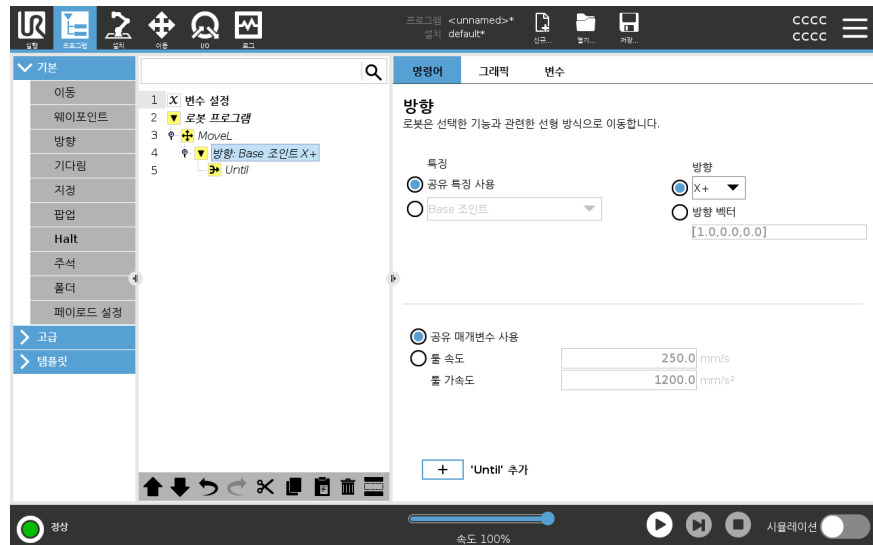 프로그램 <unnamed>*
설치 default*
cccc
cccc
실행 프로그램 설치 이동 I/O 로그 신규... 열기... 저장...
기본
이동
웨이포인트
방향
기다림
지정
팝업
Halt
주석
폴더
페이로드 설정
고급
템플릿
1 X 변수 설정
2 로봇 프로그램
3 MoveL
4 방향: Base 조인트 X+
5 Until
명령어 그래픽 변수
방향
로봇은 선택한 기능과 관련한 선형 방식으로 이동합니다.
특징 방향
공유 특징 사용 X+
Base 조인트 방향 벡터
[1.0,0.0,0.0]
공유 매개변수 사용
툴 속도 250.0 mm/s
툴 가속도 1200.0 mm/s²
+ 'Until' 추가
정상
속도 100%
시뮬레이션